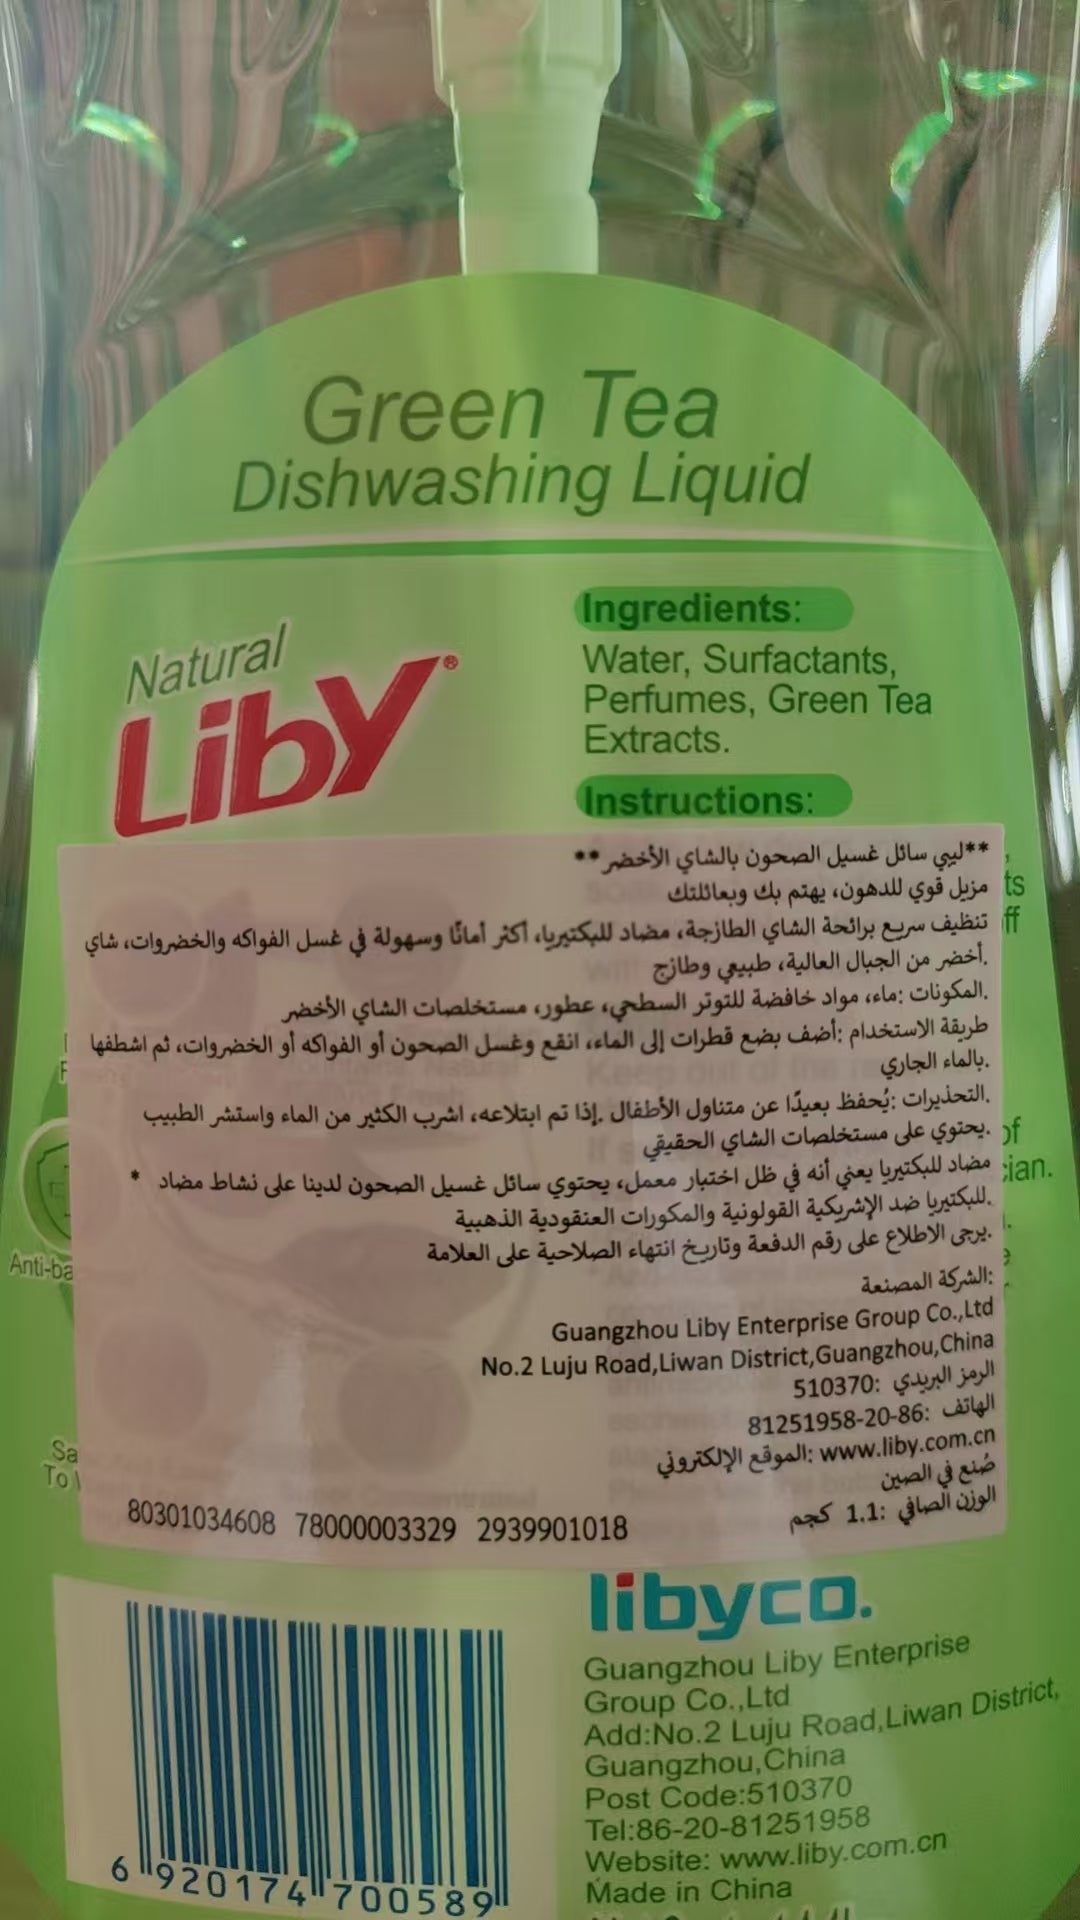 Green Tea
Dishwashing Liquid
Natural
Liby®
Ingredients:
Water, Surfactants,
Perfumes, Green Tea
Extracts.
Instructions:
**ليبي سائل غسيل الصحون بالشاي الأخضر**
مزيل قوي للدهون، يهتم بك وبعائلتك
تنظيف سريع برائحة الشاي الطازجة، مضاد للبكتيريا، أكثر أمانًا وسهولة في غسل الفواكه والخضروات، شاي
.أخضر من الجبال العالية، طبيعي وطازج
.المكونات :ماء، مواد خافضة للتوتر السطحي، عطور، مستخلصات الشاي الأخضر
طريقة الاستخدام :أضف بضع قطرات إلى الماء، انقع وغسل الصحون أو الفواكه أو الخضروات، ثم اشطفها
.بالماء الجاري
.التحذيرات :يُحفظ بعيدًا عن متناول الأطفال .إذا تم ابتلاعه، اشرب الكثير من الماء واستشر الطبيب
.يحتوي على مستخلصات الشاي الحقيقي
مضاد للبكتيريا يعني أنه في ظل اختبار معمل، يحتوي سائل غسيل الصحون لدينا على نشاط مضاد *
.للبكتيريا ضد الإشريكية القولونية والمكورات العنقودية الذهبية
.يرجى الاطلاع على رقم الدفعة وتاريخ انتهاء الصلاحية على العلامة
:الشركة المصنعة
Guangzhou Liby Enterprise Group Co.,Ltd
No.2 Luju Road,Liwan District,Guangzhou,China
الرمز البريدي :510370
الهاتف :86-20-81251958
www.liby.com.cn :الموقع الإلكتروني
صُنع في الصين
الوزن الصافي :1.1 كجم
80301034608 78000003329 2939901018
libyco.
Guangzhou Liby Enterprise
Group Co.,Ltd
Add:No.2 Luju Road,Liwan District,
Guangzhou,China
Post Code:510370
Tel:86-20-81251958
Website: www.liby.com.cn
Made in China
6 920174 700589